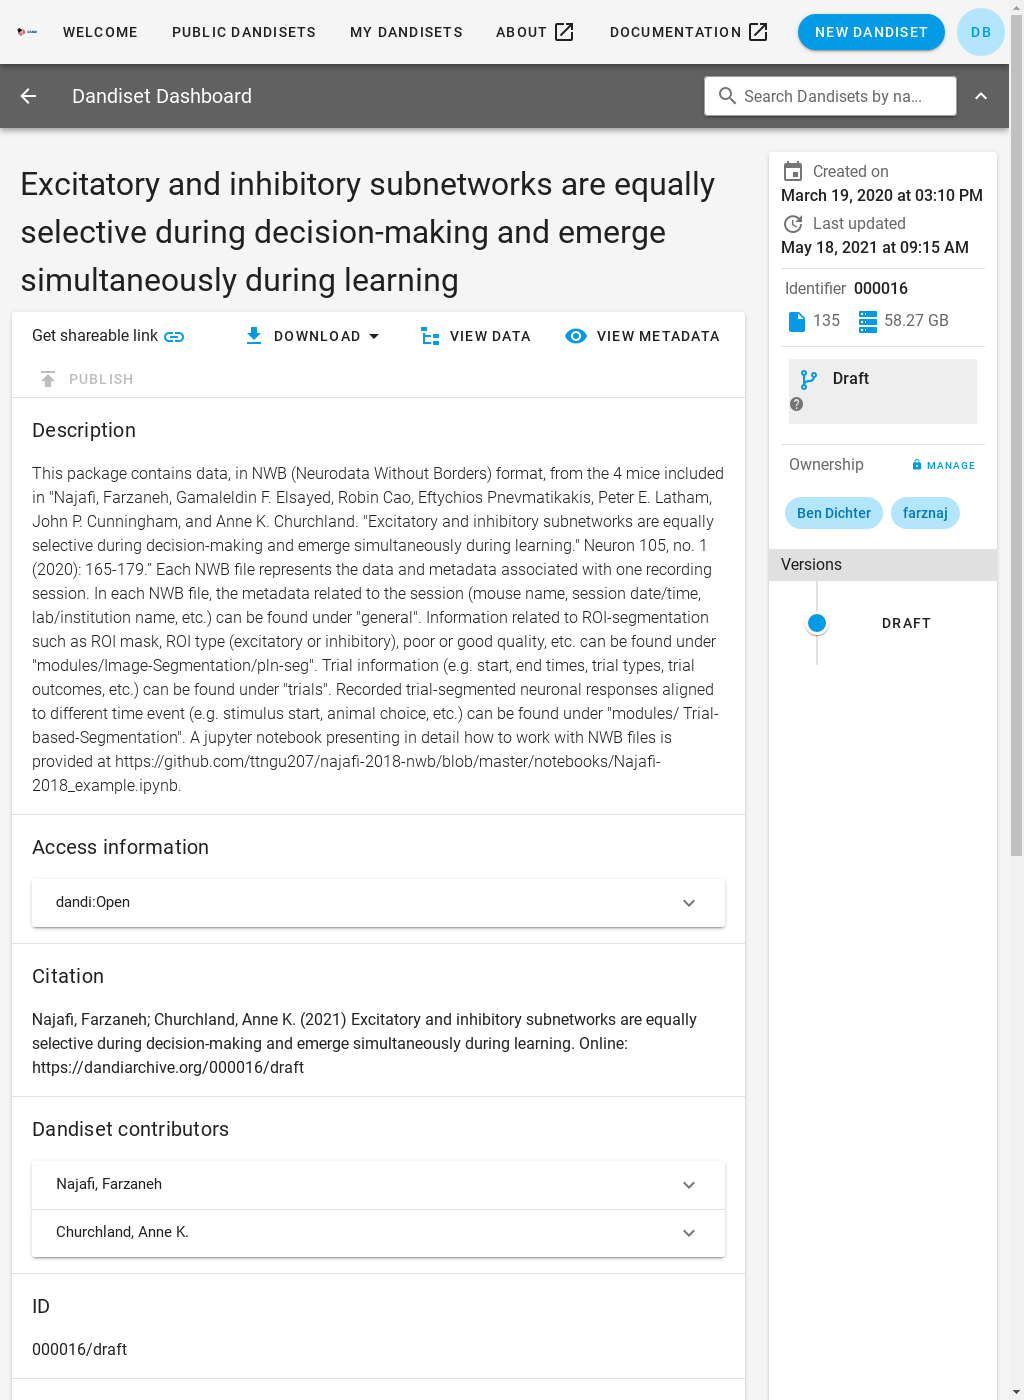 WELCOME PUBLIC DANDISETS MY DANDISETS ABOUT DOCUMENTATION NEW DANDISET DB
Dandiset Dashboard Search Dandisets by na...
Excitatory and inhibitory subnetworks are equally
selective during decision-making and emerge
simultaneously during learning
Get shareable link DOWNLOAD VIEW DATA VIEW METADATA
PUBLISH
Description
This package contains data, in NWB (Neurodata Without Borders) format, from the 4 mice included
in "Najafi, Farzaneh, Gamaleldin F. Elsayed, Robin Cao, Eftychios Pnevmatikakis, Peter E. Latham,
John P. Cunningham, and Anne K. Churchland. "Excitatory and inhibitory subnetworks are equally
selective during decision-making and emerge simultaneously during learning." Neuron 105, no. 1
(2020): 165-179.” Each NWB file represents the data and metadata associated with one recording
session. In each NWB file, the metadata related to the session (mouse name, session date/time,
lab/institution name, etc.) can be found under "general". Information related to ROI-segmentation
such as ROI mask, ROI type (excitatory or inhibitory), poor or good quality, etc. can be found under
"modules/Image-Segmentation/pln-seg". Trial information (e.g. start, end times, trial types, trial
outcomes, etc.) can be found under "trials". Recorded trial-segmented neuronal responses aligned
to different time event (e.g. stimulus start, animal choice, etc.) can be found under "modules/ Trial-
based-Segmentation". A jupyter notebook presenting in detail how to work with NWB files is
provided at https://github.com/ttngu207/najafi-2018-nwb/blob/master/notebooks/Najafi-
2018_example.ipynb.
Access information
dandi:Open
Citation
Najafi, Farzaneh; Churchland, Anne K. (2021) Excitatory and inhibitory subnetworks are equally
selective during decision-making and emerge simultaneously during learning. Online:
https://dandiarchive.org/000016/draft
Dandiset contributors
Najafi, Farzaneh
Churchland, Anne K.
ID
000016/draft
Created on
March 19, 2020 at 03:10 PM
Last updated
May 18, 2021 at 09:15 AM
Identifier 000016
135 58.27 GB
Draft
?
Ownership MANAGE
Ben Dichter farznaj
Versions
DRAFT